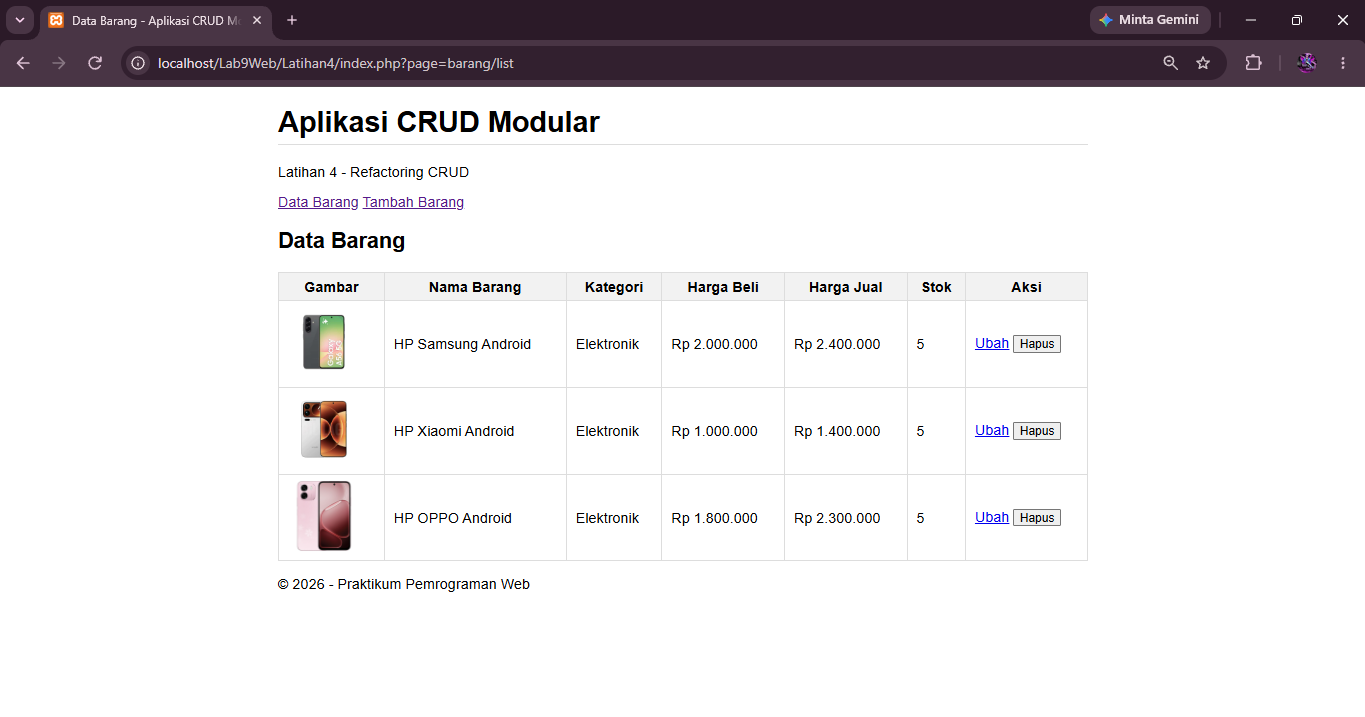 Data Barang - Aplikasi CRUD Mo
Minta Gemini
localhost/Lab9Web/Latihan4/index.php?page=barang/list
Aplikasi CRUD Modular
Latihan 4 - Refactoring CRUD
Data Barang Tambah Barang
Data Barang
Gambar Nama Barang Kategori Harga Beli Harga Jual Stok Aksi
Galaxy A56 5G HP Samsung Android Elektronik Rp 2.000.000 Rp 2.400.000 5 Ubah Hapus
HP Xiaomi Android Elektronik Rp 1.000.000 Rp 1.400.000 5 Ubah Hapus
HP OPPO Android Elektronik Rp 1.800.000 Rp 2.300.000 5 Ubah Hapus
© 2026 - Praktikum Pemrograman Web